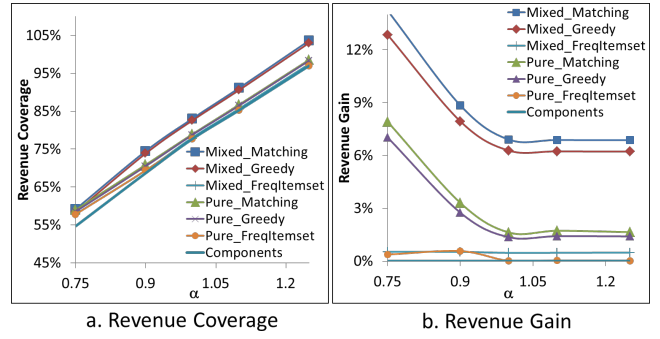 105%
95%
85%
75%
65%
55%
45%
Revenue Coverage
Mixed_Matching
Mixed_Greedy
Mixed_FreqItemset
Pure_Matching
Pure_Greedy
Pure_FreqItemset
Components
0.75
0.9
1.05
1.2
α
a. Revenue Coverage
12%
9%
6%
3%
0%
Revenue Gain
Mixed_Matching
Mixed_Greedy
Mixed_FreqItemset
Pure_Matching
Pure_Greedy
Pure_FreqItemset
Components
0.75
0.9
1.05
1.2
α
b. Revenue Gain